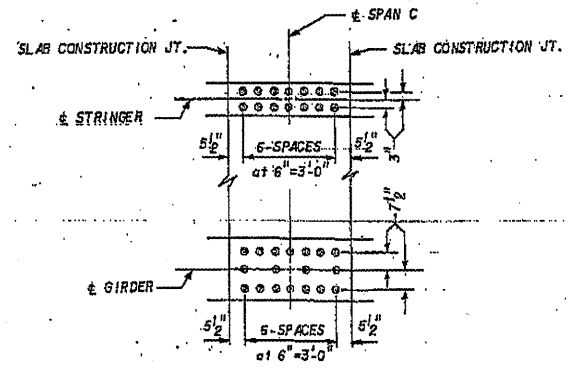 ℄ SPAN C
SLAB CONSTRUCTION JT.
SLAB CONSTRUCTION JT.
℄ STRINGER
5½"
6-SPACES
at 6"=3'-0"
5½"
3"
7½"
℄ GIRDER
5½"
6-SPACES
at 6"=3'-0"
5½"